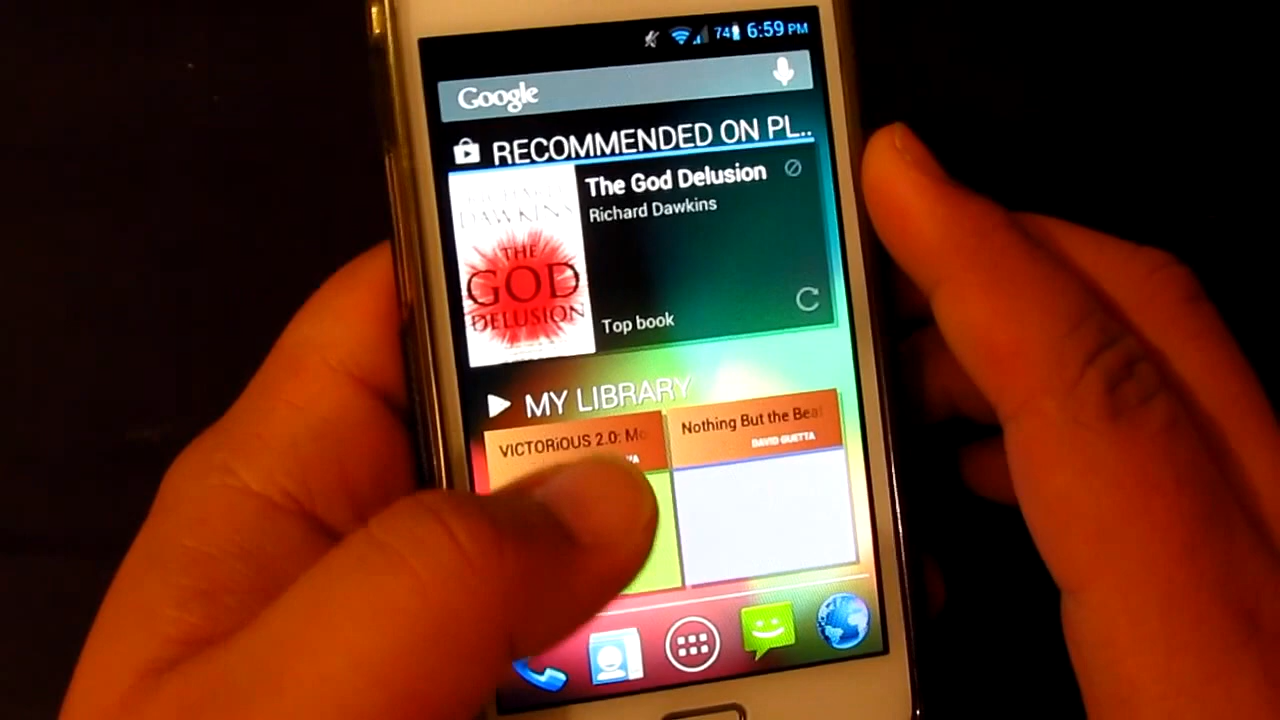 74 6:59 PM
Google
RECOMMENDED ON PL..
The God Delusion
Richard Dawkins
DAWKINS
THE
GOD
DELUSION
Top book
MY LIBRARY
VICTORiOUS 2.0: Mo
Nothing But the Bea
DAVID GUETTA